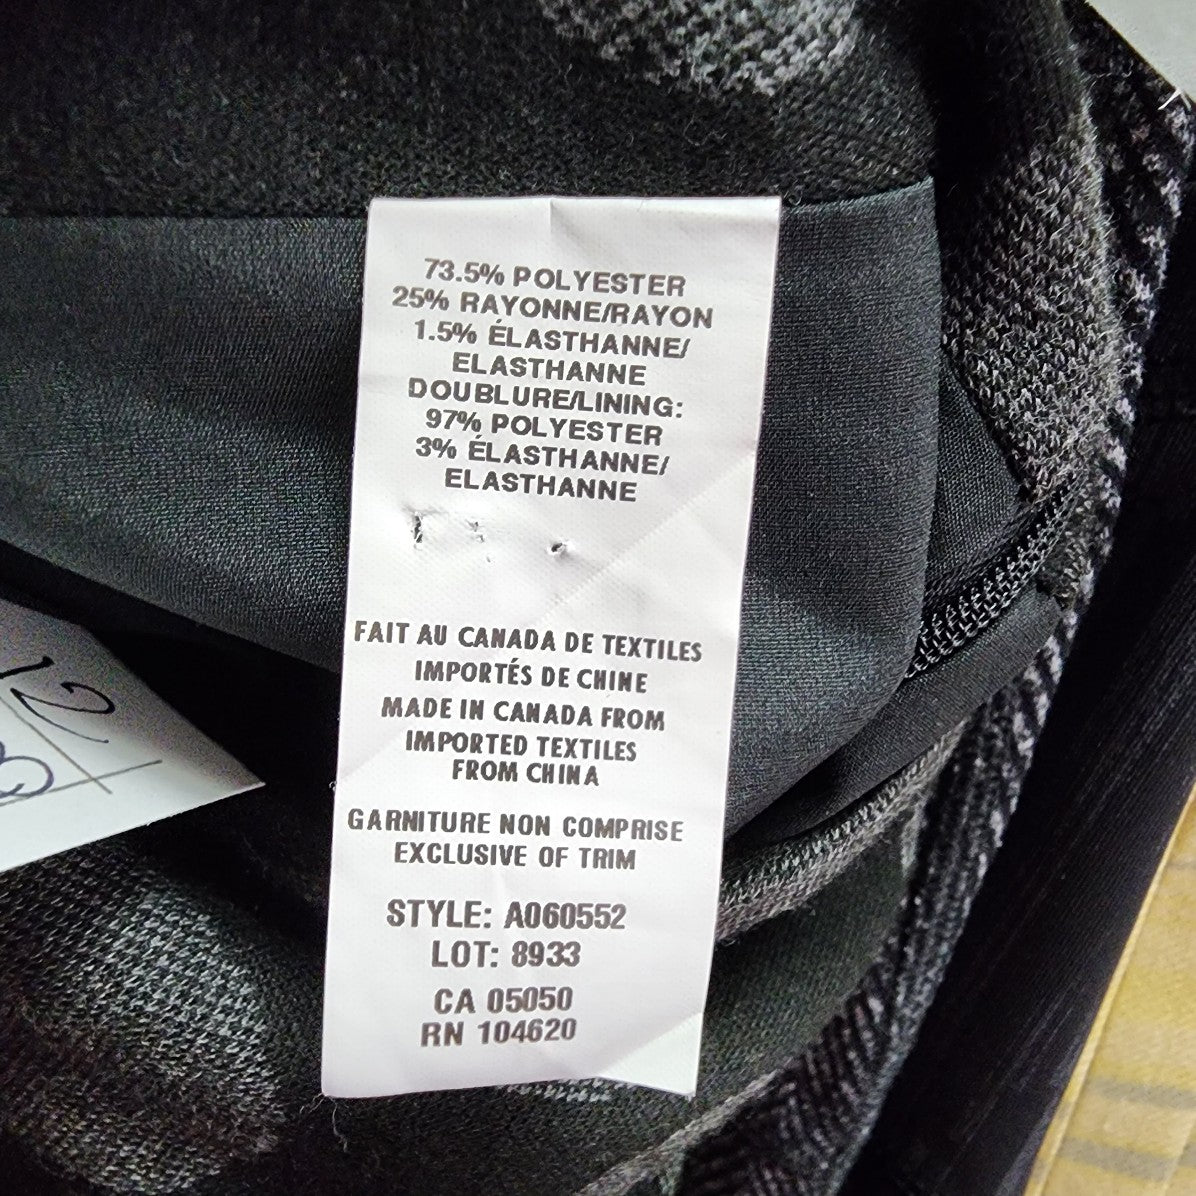 73.5% POLYESTER
25% RAYONNE/RAYON
1.5% ÉLASTHANNE/
ELASTHANNE
DOUBLURE/LINING:
97% POLYESTER
3% ÉLASTHANNE/
ELASTHANNE
FAIT AU CANADA DE TEXTILES
IMPORTÉS DE CHINE
MADE IN CANADA FROM
IMPORTED TEXTILES
FROM CHINA
GARNITURE NON COMPRISE
EXCLUSIVE OF TRIM
STYLE: A060552
LOT: 8933
CA 05050
RN 104620